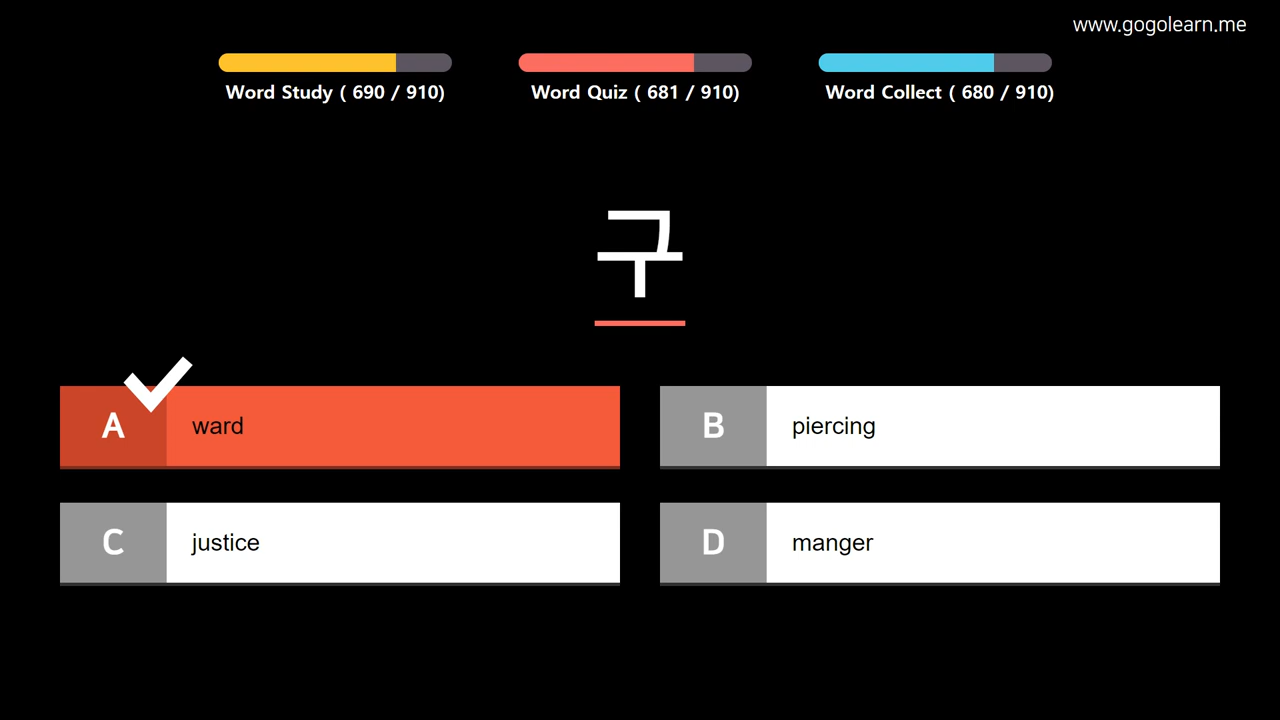 www.gogolearn.me
Word Study ( 690 / 910)
Word Quiz ( 681 / 910)
Word Collect ( 680 / 910)
구
A ward
B piercing
C justice
D manger